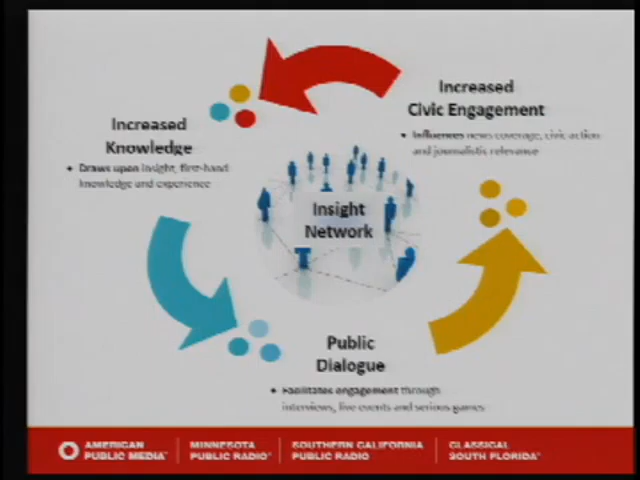 Increased
Civic Engagement
• Influences news coverage, civic action
and journalistic relevance
Increased
Knowledge
• Draws upon insight, first-hand
knowledge and experience
Insight
Network
Public
Dialogue
• Facilitates engagement through
interviews, live events and serious games
AMERICAN
PUBLIC MEDIA™
MINNESOTA
PUBLIC RADIO®
SOUTHERN CALIFORNIA
PUBLIC RADIO
CLASSICAL
SOUTH FLORIDA®